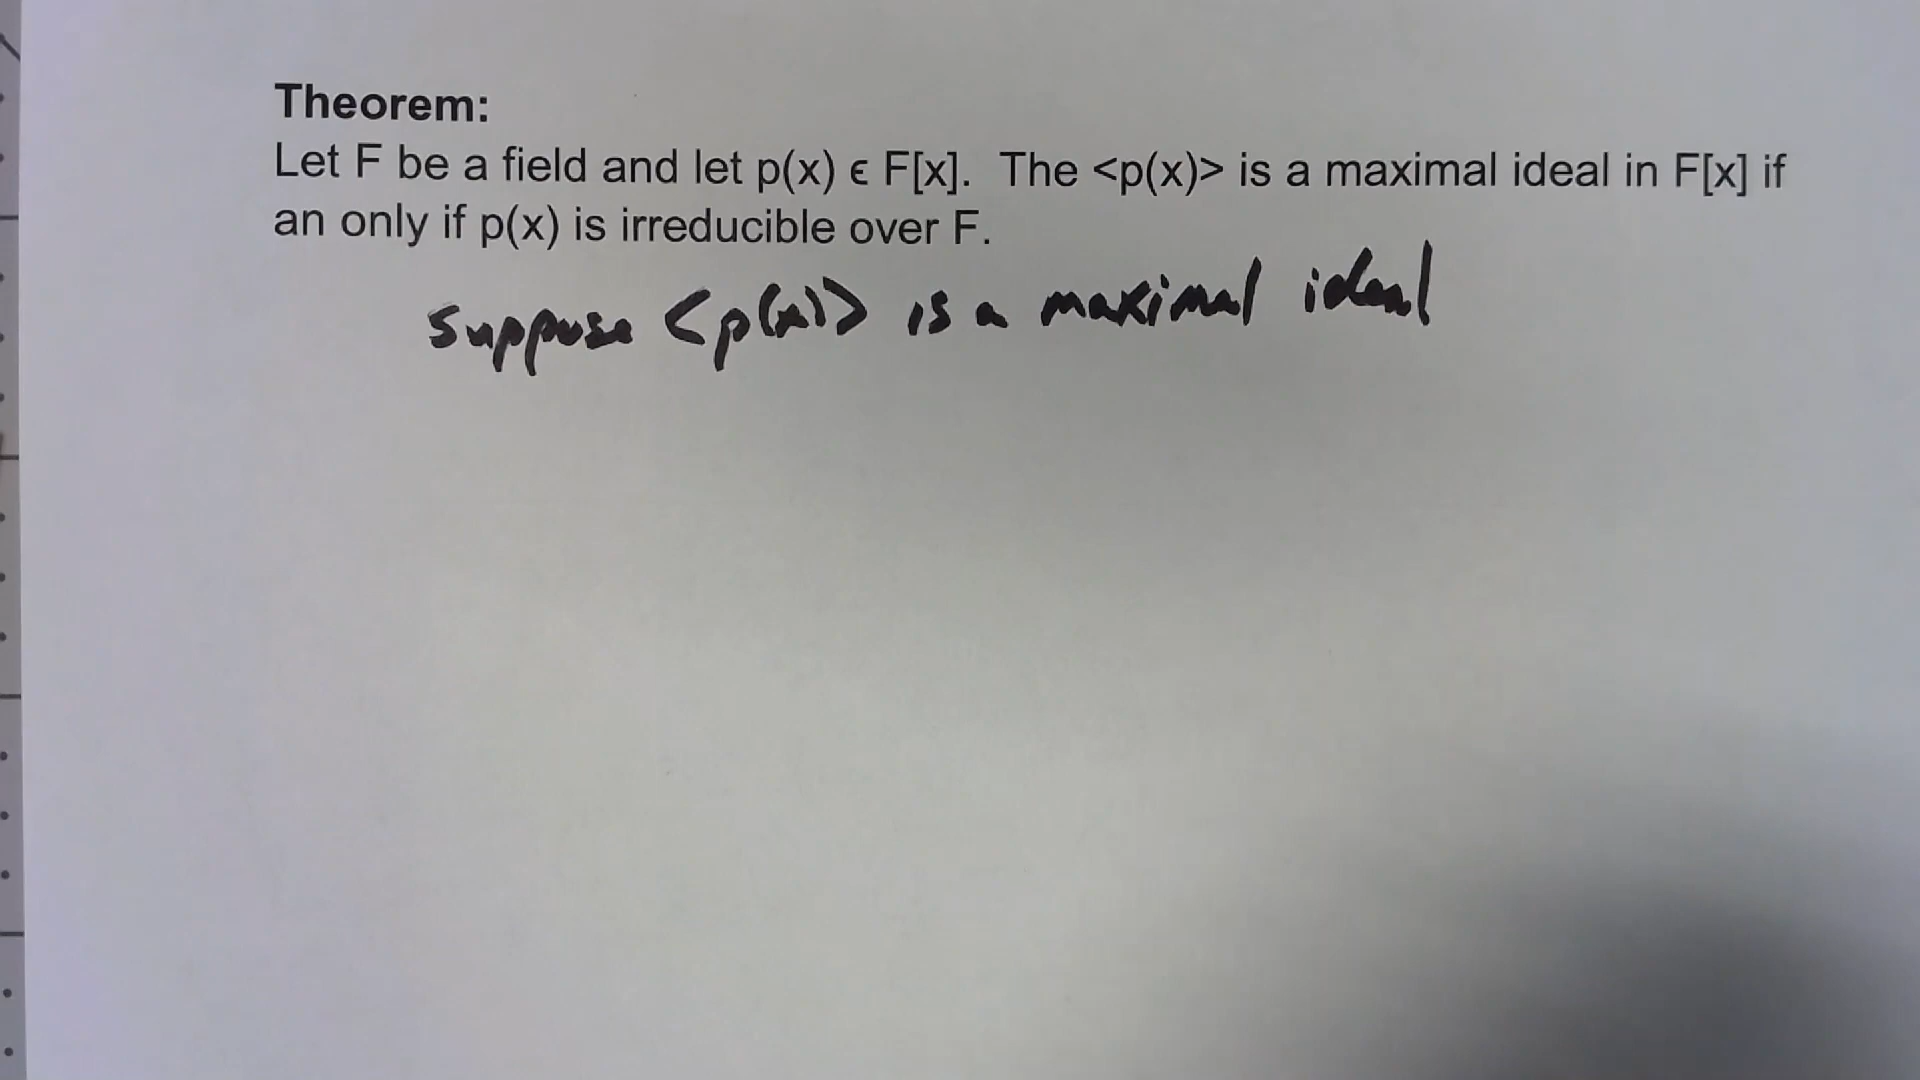 Theorem:
Let F be a field and let p(x) ϵ F[x]. The <p(x)> is a maximal ideal in F[x] if
an only if p(x) is irreducible over F.
suppose <p(x)> is a maximal ideal